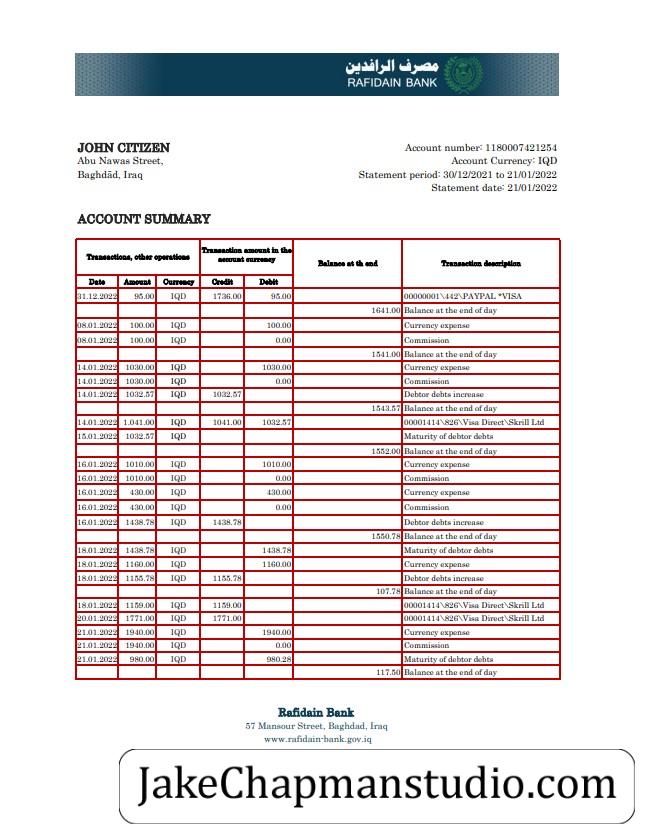 مصرف الرافدين
RAFIDAIN BANK
JOHN CITIZEN
Abu Nawas Street,
Baghdād, Iraq
Account number: 1180007421254
Account Currency: IQD
Statement period: 30/12/2021 to 21/01/2022
Statement date: 21/01/2022
ACCOUNT SUMMARY
Transactions, other operations Transaction amount in the account currency Balance at th end Transaction description
Date Amount Currency Credit Debit
31.12.2022 95.00 IQD 1736.00 95.00 00000001\442\PAYPAL *VISA
1641.00 Balance at the end of day
08.01.2022 100.00 IQD 100.00 Currency expense
08.01.2022 100.00 IQD 0.00 Commission
1541.00 Balance at the end of day
14.01.2022 1030.00 IQD 1030.00 Currency expense
14.01.2022 1030.00 IQD 0.00 Commission
14.01.2022 1032.57 IQD 1032.57 Debtor debts increase
1543.57 Balance at the end of day
14.01.2022 1.041.00 IQD 1041.00 1032.57 00001414\826\Visa Direct\Skrill Ltd
15.01.2022 1032.57 IQD Maturity of debtor debts
1552.00 Balance at the end of day
16.01.2022 1010.00 IQD 1010.00 Currency expense
16.01.2022 1010.00 IQD 0.00 Commission
16.01.2022 430.00 IQD 430.00 Currency expense
16.01.2022 430.00 IQD 0.00 Commission
16.01.2022 1438.78 IQD 1438.78 Debtor debts increase
1550.78 Balance at the end of day
18.01.2022 1438.78 IQD 1438.78 Maturity of debtor debts
18.01.2022 1160.00 IQD 1160.00 Currency expense
18.01.2022 1155.78 IQD 1155.78 Debtor debts increase
107.78 Balance at the end of day
18.01.2022 1159.00 IQD 1159.00 00001414\826\Visa Direct\Skrill Ltd
20.01.2022 1771.00 IQD 1771.00 00001414\826\Visa Direct\Skrill Ltd
21.01.2022 1940.00 IQD 1940.00 Currency expense
21.01.2022 1940.00 IQD 0.00 Commission
21.01.2022 980.00 IQD 980.28 Maturity of debtor debts
117.50 Balance at the end of day
Rafidain Bank
57 Mansour Street, Baghdad, Iraq
www.rafidain-bank.gov.iq
JakeChapmanstudio.com